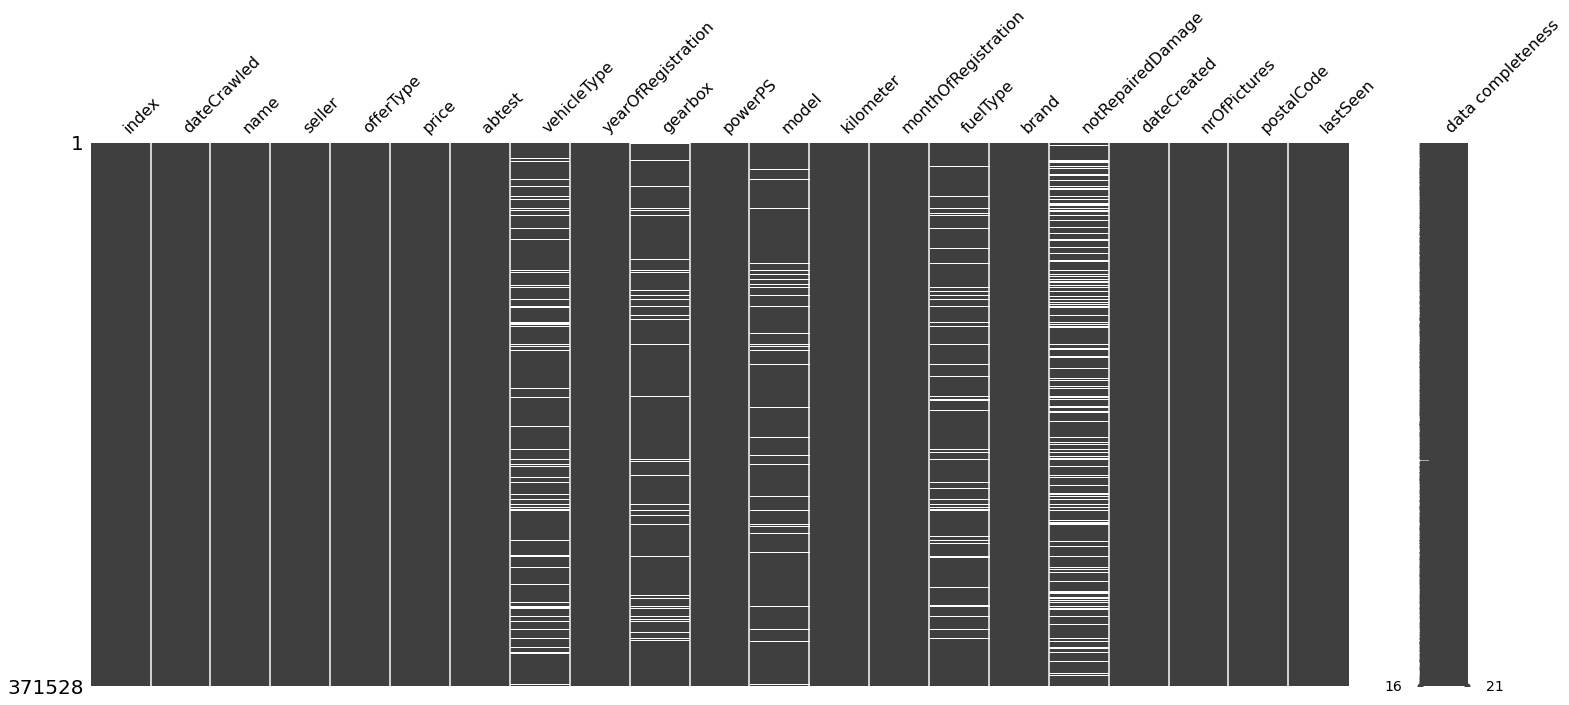 index
dateCrawled
name
seller
offerType
price
abtest
vehicleType
yearOfRegistration
gearbox
powerPS
model
kilometer
monthOfRegistration
fuelType
brand
notRepairedDamage
dateCreated
nrOfPictures
postalCode
lastSeen
data completeness
1
371528
16
21